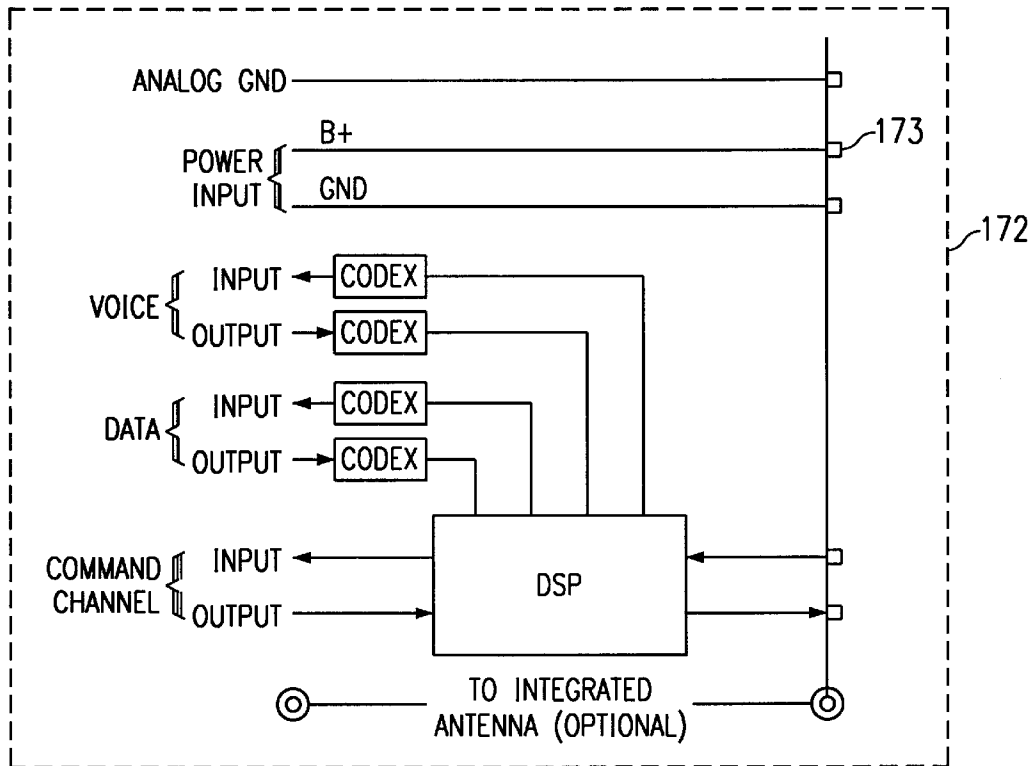 ANALOG GND
B+
173
POWER
INPUT
GND
172
INPUT
CODEX
VOICE
OUTPUT
CODEX
INPUT
CODEX
DATA
OUTPUT
CODEX
INPUT
COMMAND
CHANNEL
DSP
OUTPUT
TO INTEGRATED
ANTENNA (OPTIONAL)